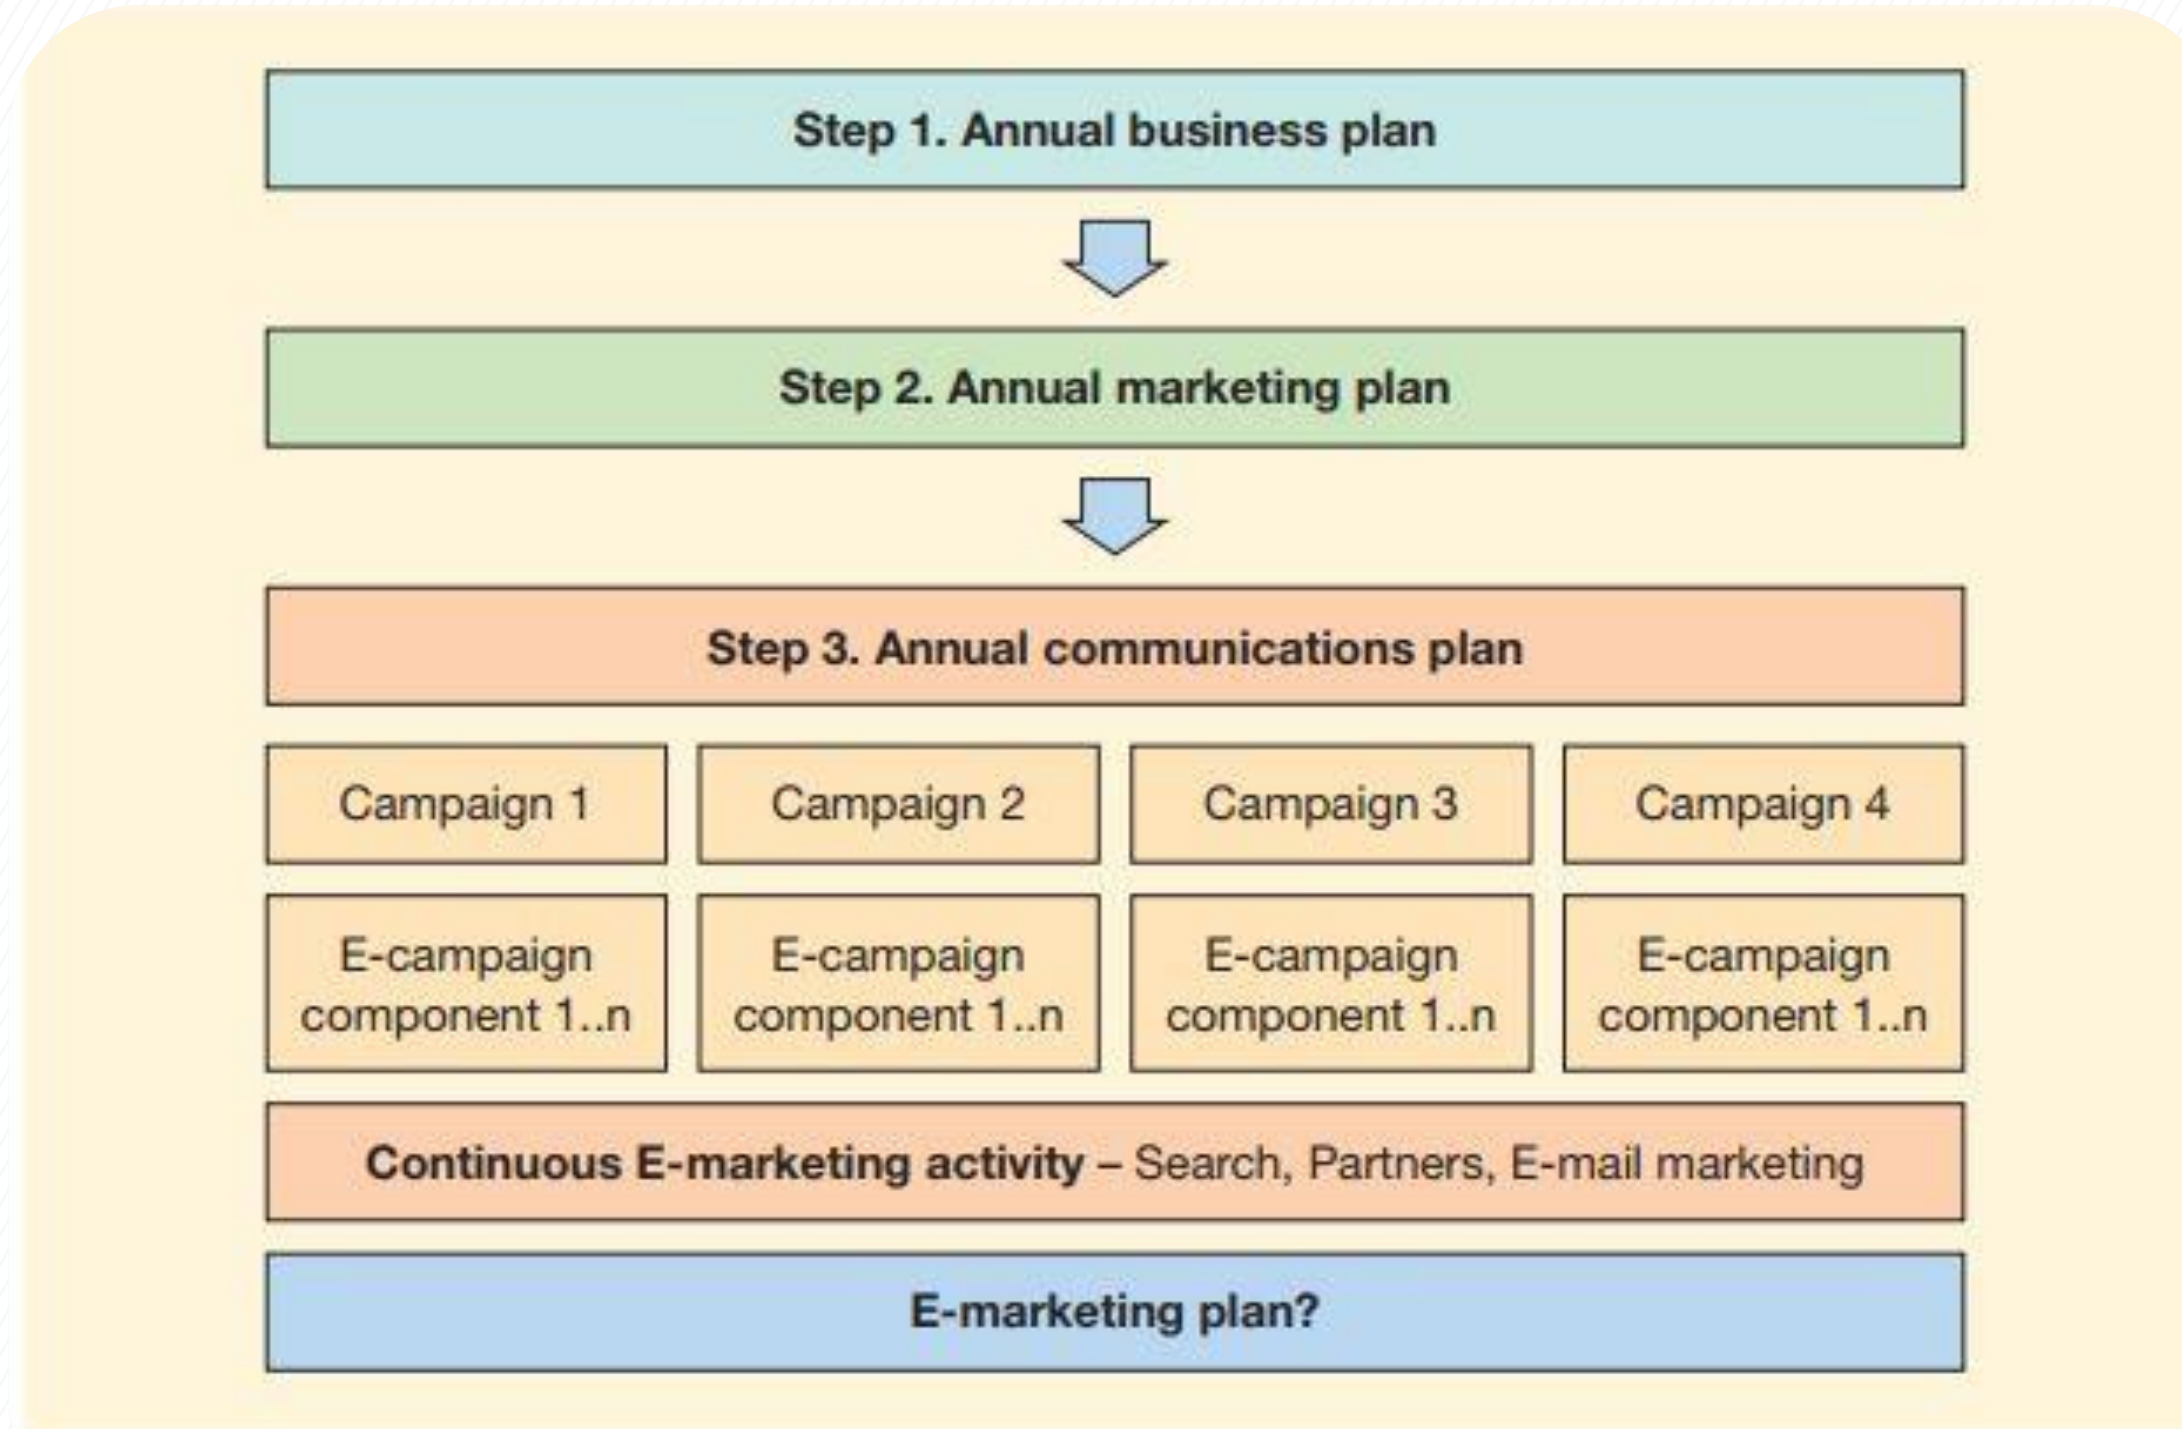 Step 1. Annual business plan
Step 2. Annual marketing plan
Step 3. Annual communications plan
Campaign 1
Campaign 2
Campaign 3
Campaign 4
E-campaign
component 1..n
E-campaign
component 1..n
E-campaign
component 1..n
E-campaign
component 1..n
Continuous E-marketing activity – Search, Partners, E-mail marketing
E-marketing plan?